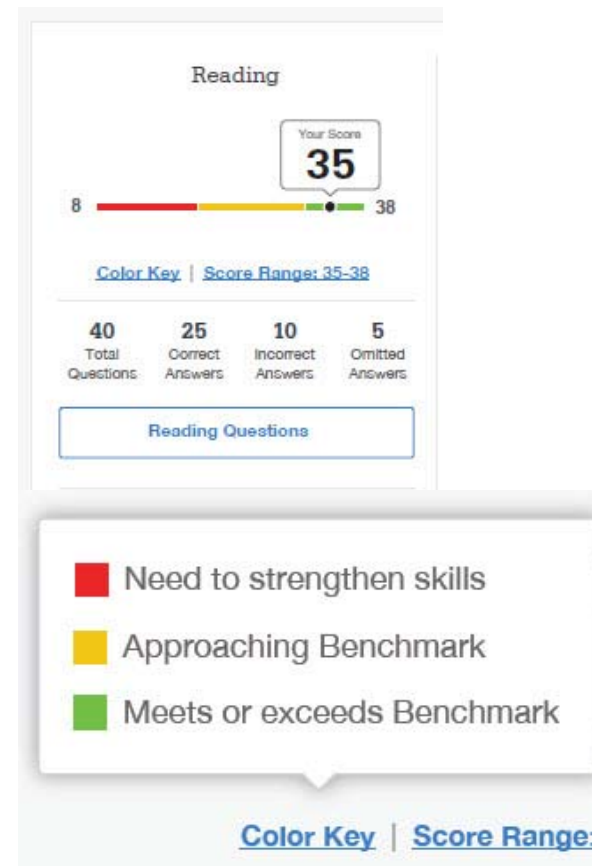 Reading
Your Score
35
8 38
Color Key | Score Range: 35-38
40 25 10 5
Total Correct Incorrect Omitted
Questions Answers Answers Answers
Reading Questions
Need to strengthen skills
Approaching Benchmark
Meets or exceeds Benchmark
Color Key | Score Range: